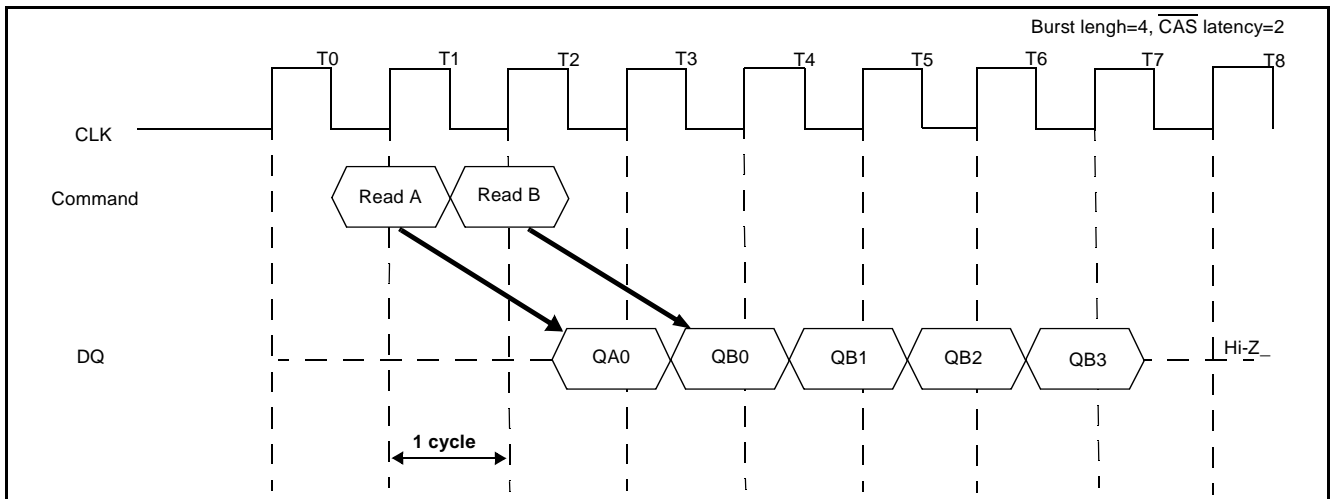 Burst lengh=4, CAS latency=2
T0 T1 T2 T3 T4 T5 T6 T7 T8
CLK
Command Read A Read B
DQ QA0 QB0 QB1 QB2 QB3 Hi-Z_
1 cycle